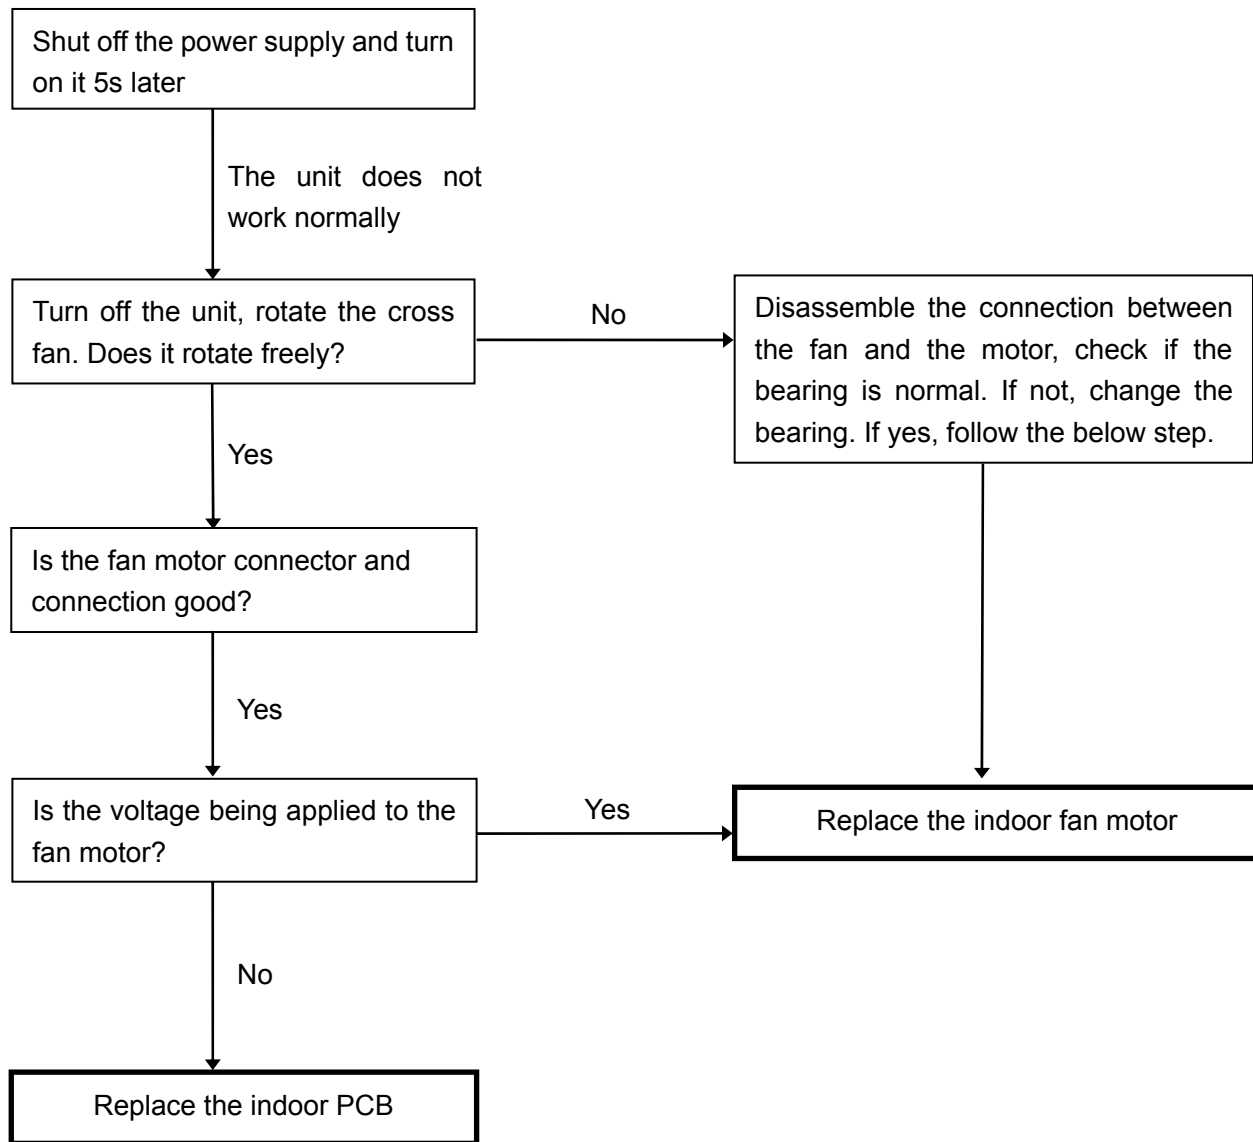 Shut off the power supply and turn
on it 5s later
The unit does not
work normally
Turn off the unit, rotate the cross
fan. Does it rotate freely?
No
Disassemble the connection between
the fan and the motor, check if the
bearing is normal. If not, change the
bearing. If yes, follow the below step.
Yes
Is the fan motor connector and
connection good?
Yes
Is the voltage being applied to the
fan motor?
Yes
Replace the indoor fan motor
No
Replace the indoor PCB